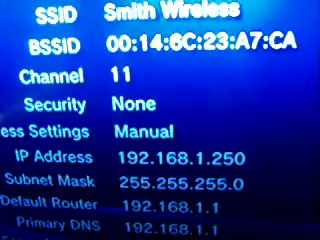 SSID Smith Wireless
BSSID 00:14:6C:23:A7:CA
Channel 11
Security None
ess Settings Manual
IP Address 192.168.1.250
Subnet Mask 255.255.255.0
Default Router 192.168.1.1
Primary DNS 192.168.1.1